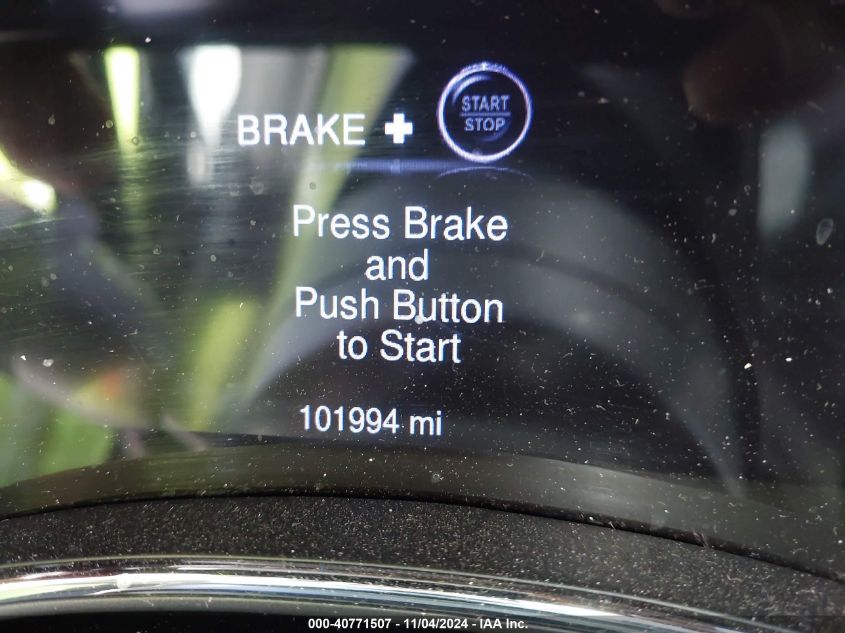 BRAKE + START
STOP
Press Brake
and
Push Button
to Start
101994 mi
000-40771507 - 11/04/2024 - IAA Inc.